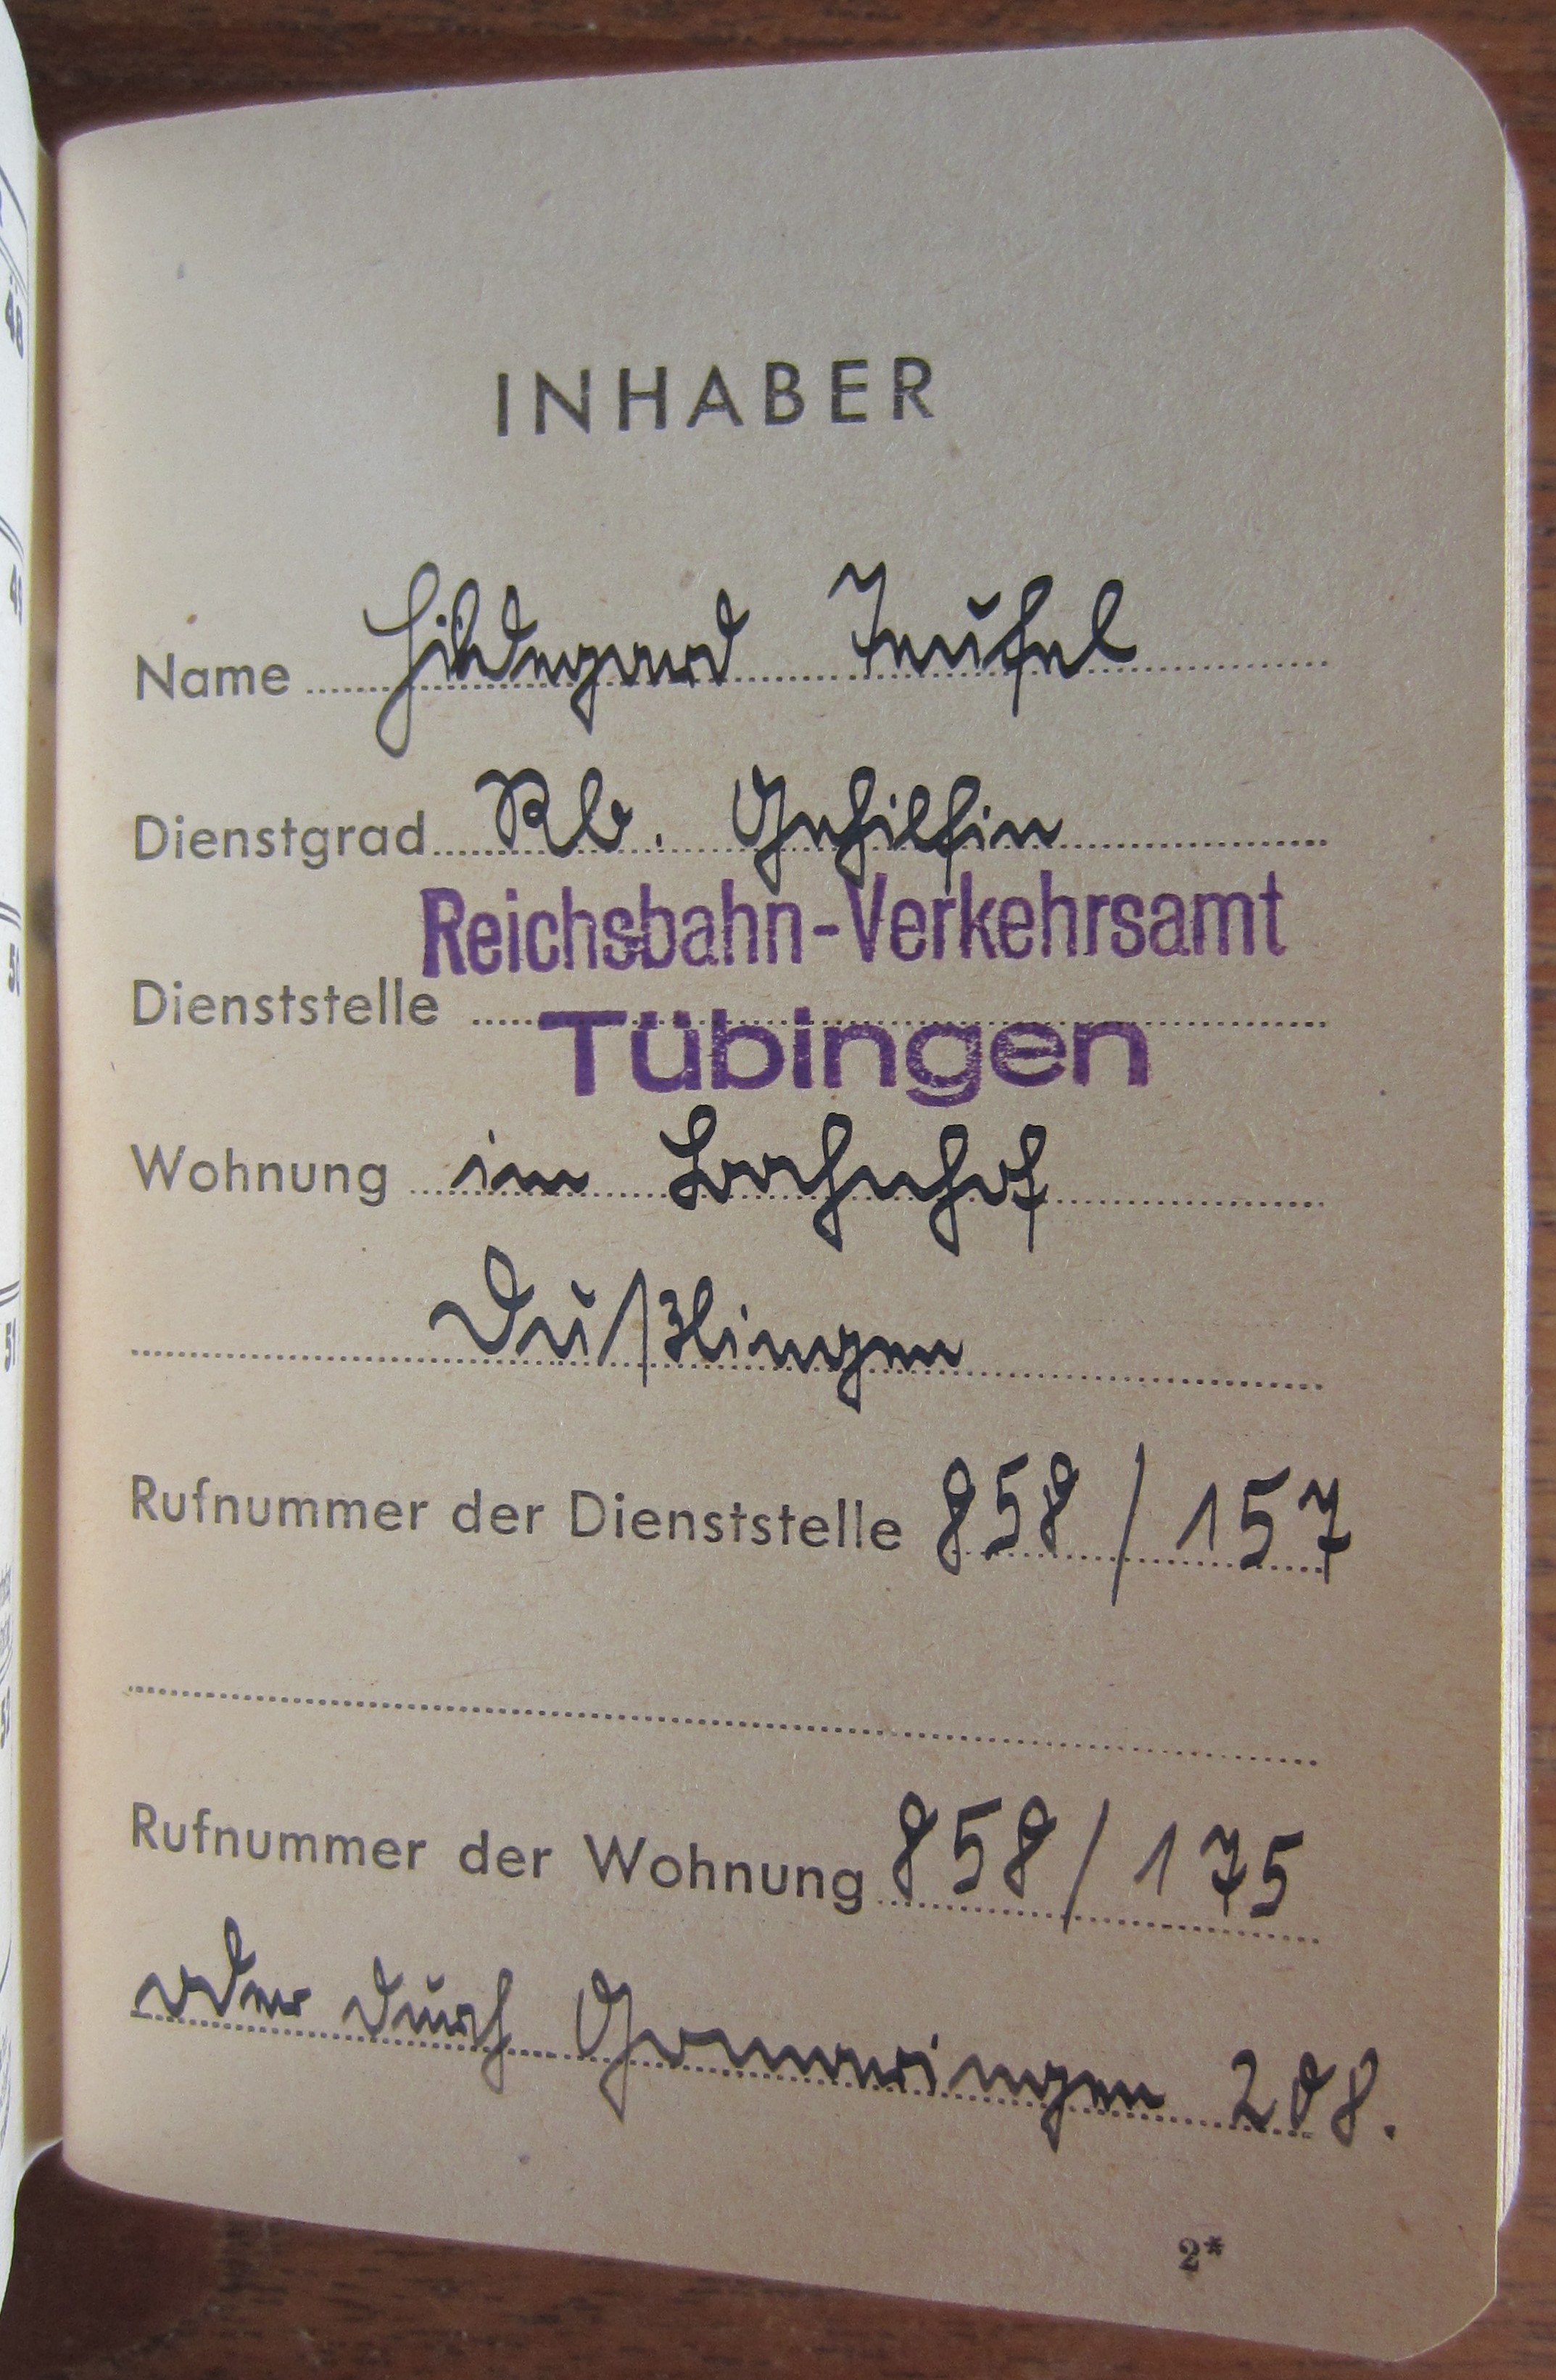 INHABER
Name Hildegard Teufel
Dienstgrad Rb. Gehilfin
Reichsbahn-Verkehrsamt
Dienststelle
Tübingen
Wohnung im Bahnhof
Dußlingen
Rufnummer der Dienststelle 858/157
Rufnummer der Wohnung 858/175
oder durch Gomaringen 208.
2*